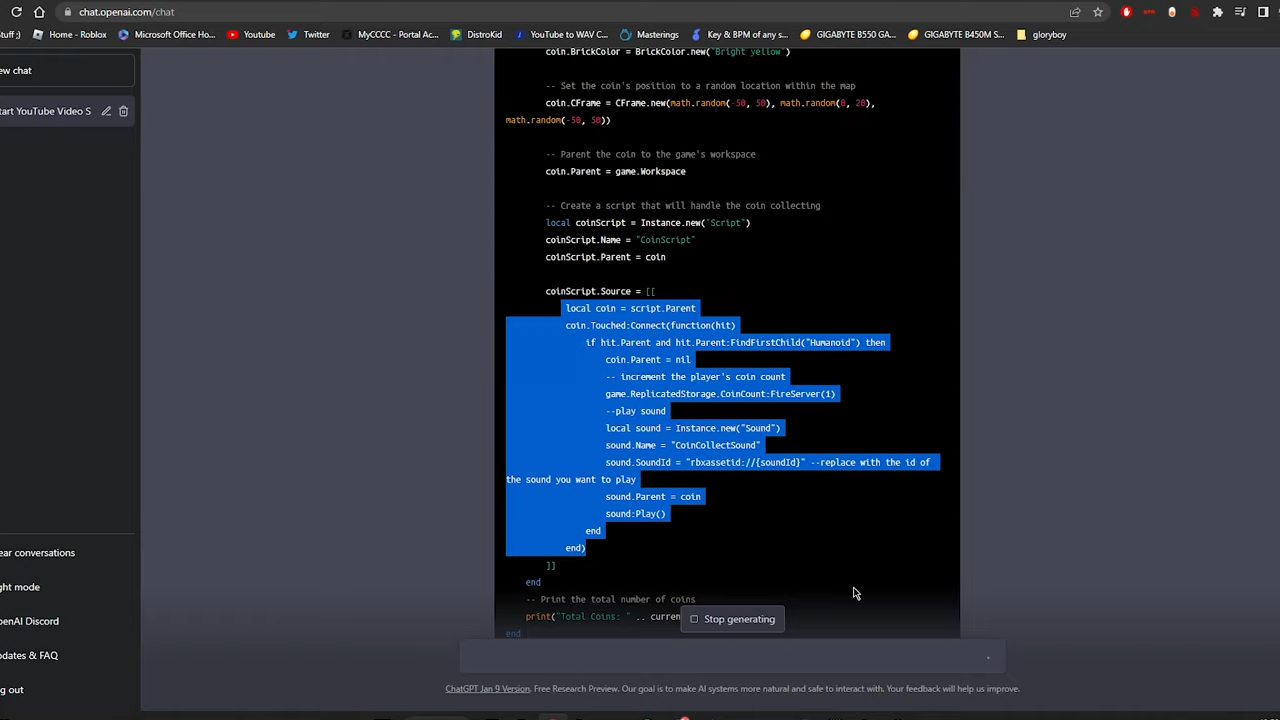 chat.openai.com/chat
Stuff ;)
Home - Roblox
Microsoft Office Ho...
Youtube
Twitter
MyCCCC - Portal Ac...
DistroKid
YouTube to WAV
Masterings
Key & BPM of any s...
GIGABYTE B550 GA...
GIGABYTE B450M S...
gloryboy
ew chat
tart YouTube Video S
ear conversations
ght mode
penAI Discord
pdates & FAQ
og out
coin.BrickColor = BrickColor.new("Bright yellow")
-- Set the coin's position to a random location within the map
coin.CFrame = CFrame.new(math.random(-50, 50), math.random(0, 20),
math.random(-50, 50))
-- Parent the coin to the game's workspace
coin.Parent = game.Workspace
-- Create a script that will handle the coin collecting
local coinScript = Instance.new("Script")
coinScript.Name = "CoinScript"
coinScript.Parent = coin
coinScript.Source = [[
local coin = script.Parent
coin.Touched:Connect(function(hit)
if hit.Parent and hit.Parent:FindFirstChild("Humanoid") then
coin.Parent = nil
-- increment the player's coin count
game.ReplicatedStorage.CoinCount:FireServer(1)
--play sound
local sound = Instance.new("Sound")
sound.Name = "CoinCollectSound"
sound.SoundId = "rbxassetid://{soundId}" --replace with the id of
the sound you want to play
sound.Parent = coin
sound:Play()
end
end)
]]
end
-- Print the total number of coins
print("Total Coins: " .. curren
end
Stop generating
ChatGPT Jan 9 Version. Free Research Preview. Our goal is to make AI systems more natural and safe to interact with. Your feedback will help us improve.